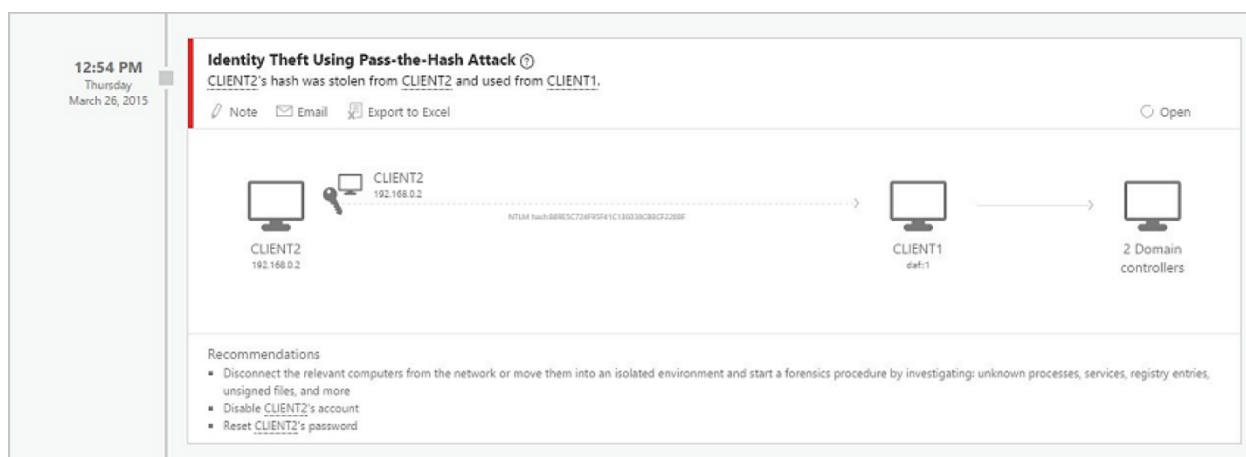 12:54 PM
Thursday
March 26, 2015
Identity Theft Using Pass-the-Hash Attack ?
CLIENT2's hash was stolen from CLIENT2 and used from CLIENT1.
Note Email Export to Excel Open
CLIENT2
192.168.0.2
NTLM hash:
CLIENT2
192.168.0.2
CLIENT1
daf::1
2 Domain
controllers
Recommendations
▪ Disconnect the relevant computers from the network or move them into an isolated environment and start a forensics procedure by investigating: unknown processes, services, registry entries,
unsigned files, and more
▪ Disable CLIENT2's account
▪ Reset CLIENT2's password